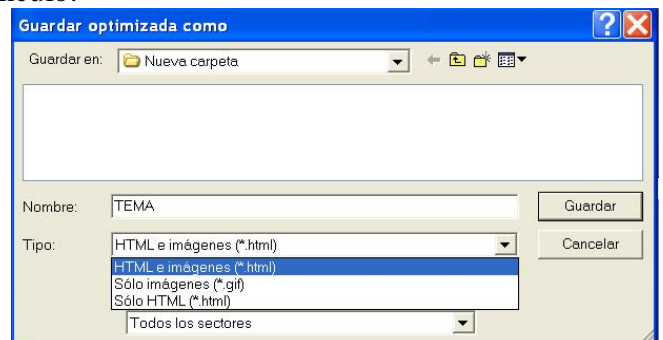 Guardar optimizada como
Guardar en: Nueva carpeta
Nombre: TEMA Guardar
Tipo: HTML e imágenes (*.html) Cancelar
HTML e imágenes (*.html)
Sólo imágenes (*.gif)
Sólo HTML (*.html)
Todos los sectores